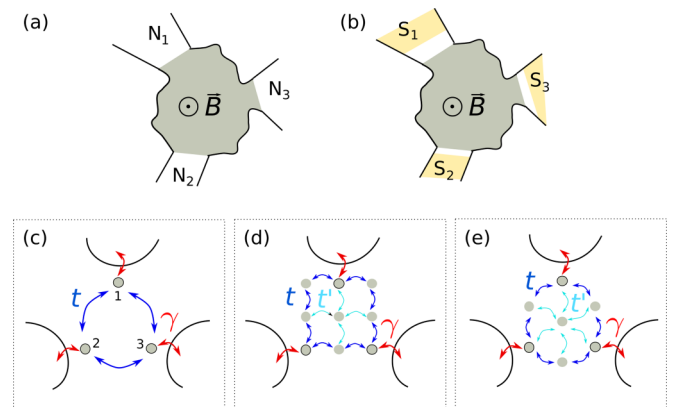 (a)
N₁
N₃
B⃗
N₂
(b)
S₁
S₃
B⃗
S₂
(c)
t
1
γ
2
3
(d)
t
t'
γ
(e)
t
t'
γ